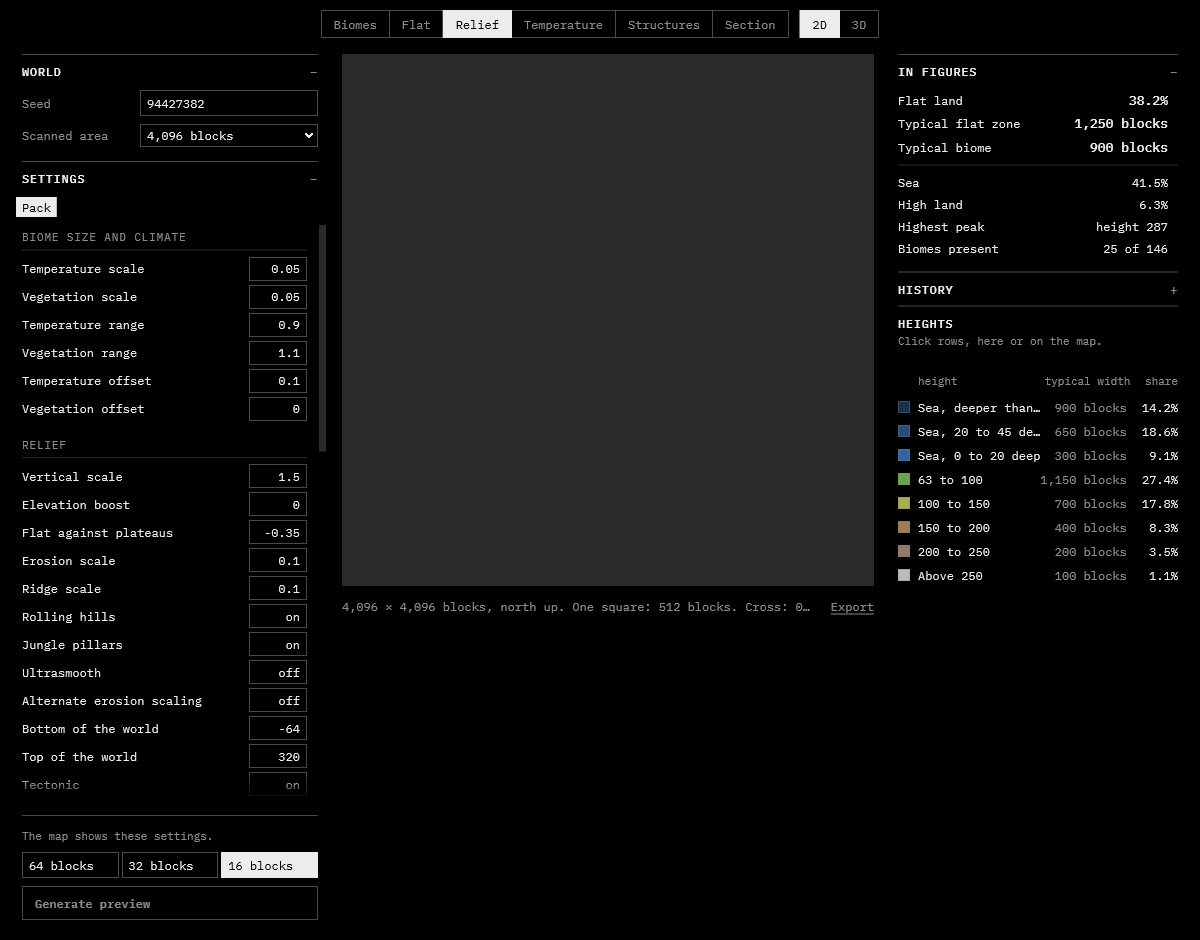 Biomes Flat Relief Temperature Structures Section 2D 3D
WORLD −
Seed 94427382
Scanned area 4,096 blocks
SETTINGS −
Pack
BIOME SIZE AND CLIMATE
Temperature scale 0.05
Vegetation scale 0.05
Temperature range 0.9
Vegetation range 1.1
Temperature offset 0.1
Vegetation offset 0
RELIEF
Vertical scale 1.5
Elevation boost 0
Flat against plateaus -0.35
Erosion scale 0.1
Ridge scale 0.1
Rolling hills on
Jungle pillars on
Ultrasmooth off
Alternate erosion scaling off
Bottom of the world -64
Top of the world 320
Tectonic on
The map shows these settings.
64 blocks 32 blocks 16 blocks
Generate preview
4,096 × 4,096 blocks, north up. One square: 512 blocks. Cross: 0… Export
IN FIGURES −
Flat land 38.2%
Typical flat zone 1,250 blocks
Typical biome 900 blocks
Sea 41.5%
High land 6.3%
Highest peak height 287
Biomes present 25 of 146
HISTORY +
HEIGHTS
Click rows, here or on the map.
height typical width share
Sea, deeper than… 900 blocks 14.2%
Sea, 20 to 45 de… 650 blocks 18.6%
Sea, 0 to 20 deep 300 blocks 9.1%
63 to 100 1,150 blocks 27.4%
100 to 150 700 blocks 17.8%
150 to 200 400 blocks 8.3%
200 to 250 200 blocks 3.5%
Above 250 100 blocks 1.1%